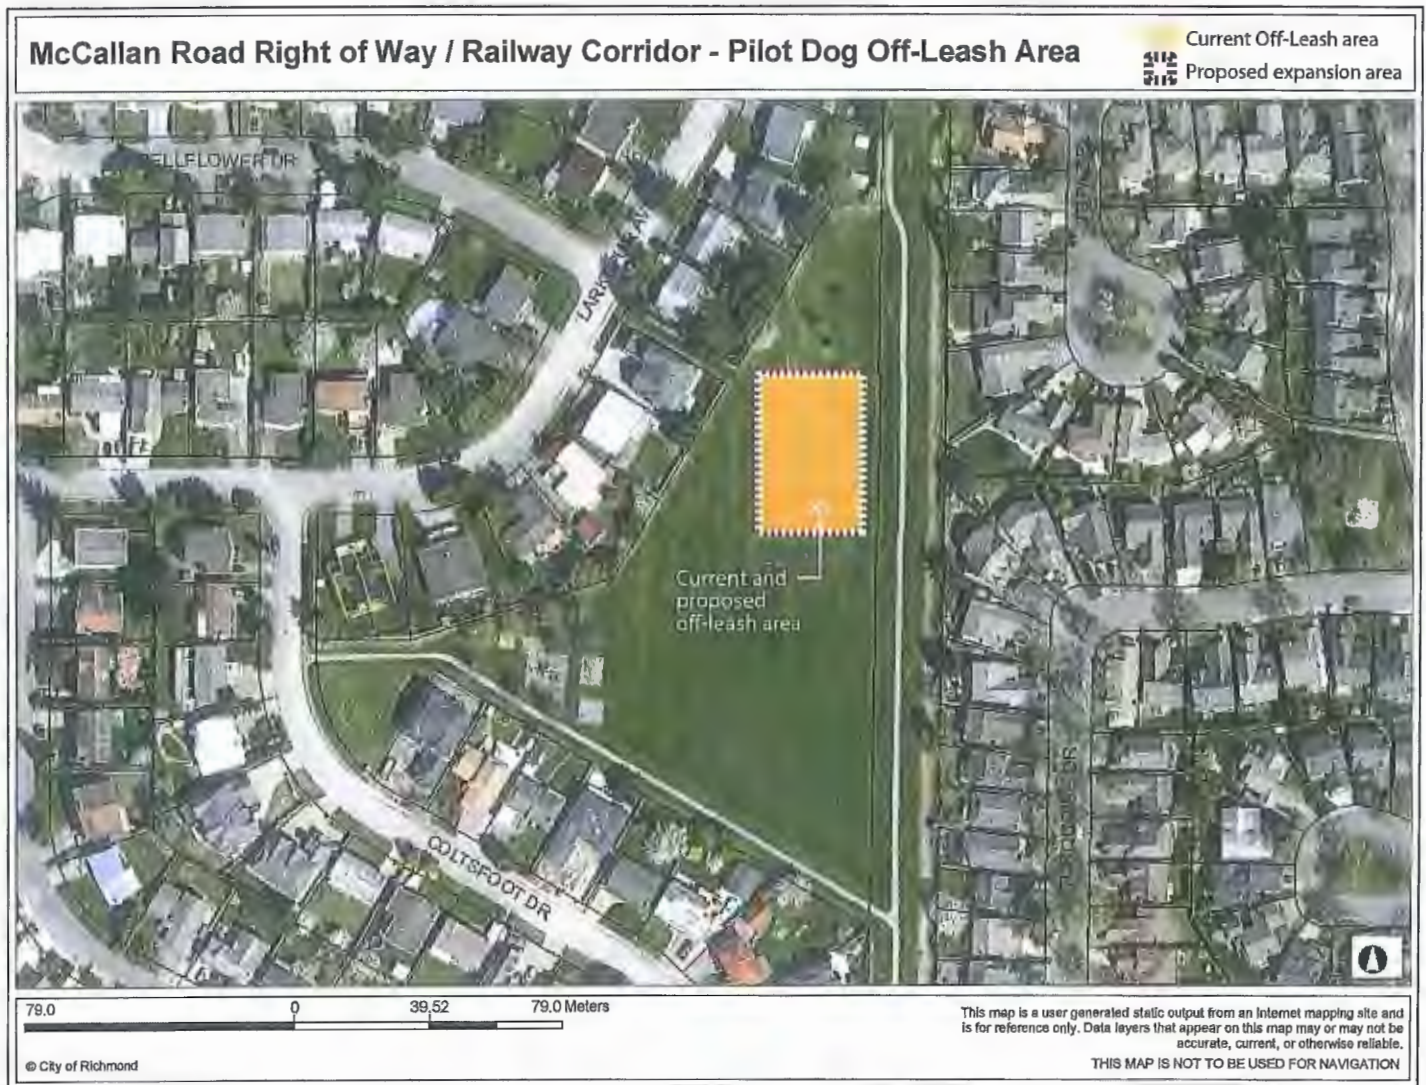 McCallan Road Right of Way / Railway Corridor - Pilot Dog Off-Leash Area
Current Off-Leash area
Proposed expansion area
COLTSFOOT DR
Current and
proposed
off-leash area
79.0
0
39.52
79.0 Meters
© City of Richmond
This map is a user generated static output from an Internet mapping site and
is for reference only. Data layers that appear on this map may or may not be
accurate, current, or otherwise reliable.
THIS MAP IS NOT TO BE USED FOR NAVIGATION